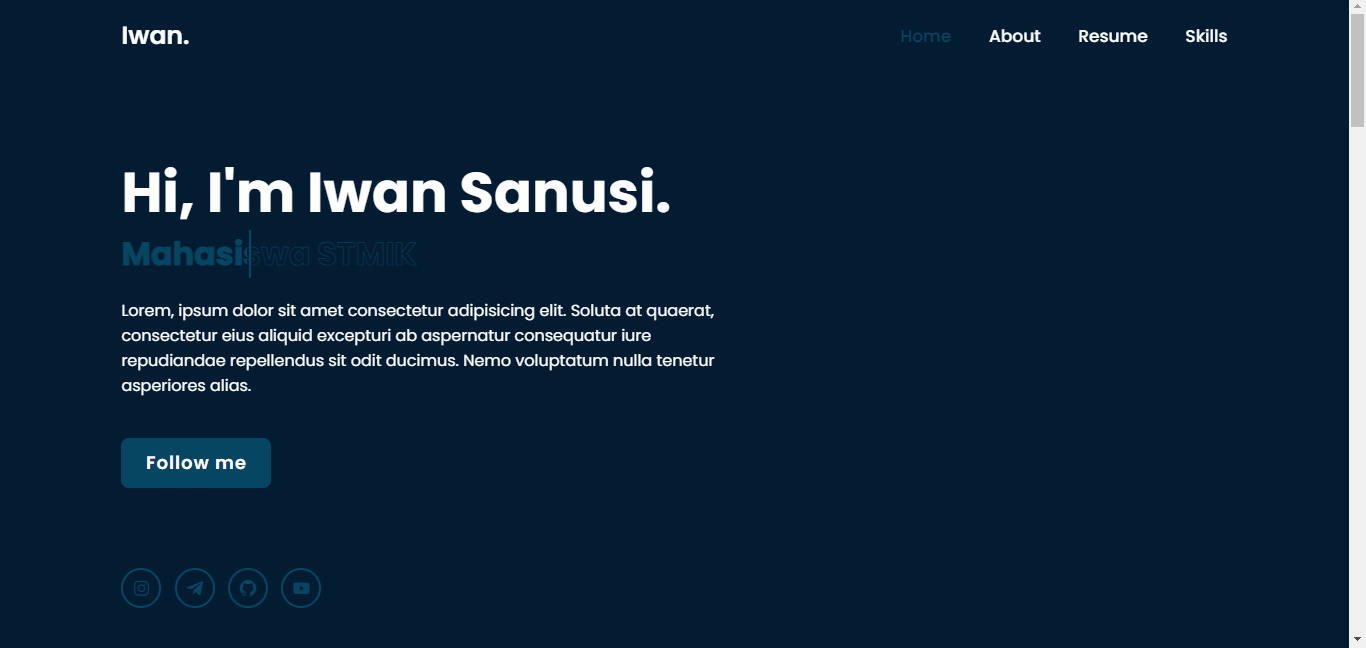 Iwan.
Home About Resume Skills
Hi, I'm Iwan Sanusi.
Mahasiswa STMIK
Lorem, ipsum dolor sit amet consectetur adipisicing elit. Soluta at quaerat,
consectetur eius aliquid excepturi ab aspernatur consequatur iure
repudiandae repellendus sit odit ducimus. Nemo voluptatum nulla tenetur
asperiores alias.
Follow me